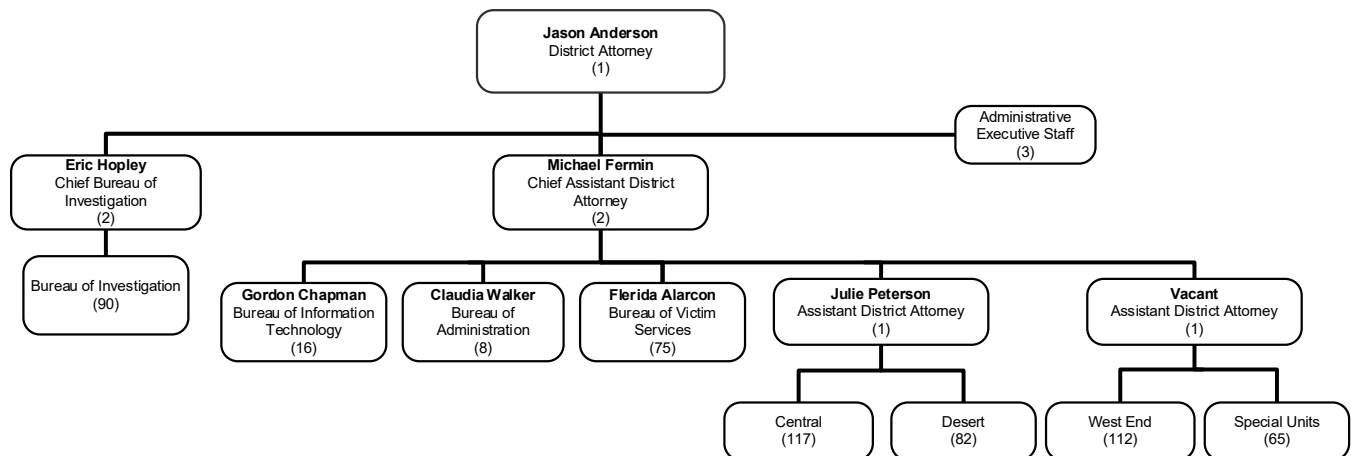 Jason Anderson
District Attorney
(1)
Administrative
Executive Staff
(3)
Eric Hopley
Chief Bureau of
Investigation
(2)
Michael Fermin
Chief Assistant District
Attorney
(2)
Bureau of Investigation
(90)
Gordon Chapman
Bureau of Information
Technology
(16)
Claudia Walker
Bureau of
Administration
(8)
Flerida Alarcon
Bureau of Victim
Services
(75)
Julie Peterson
Assistant District Attorney
(1)
Vacant
Assistant District Attorney
(1)
Central
(117)
Desert
(82)
West End
(112)
Special Units
(65)